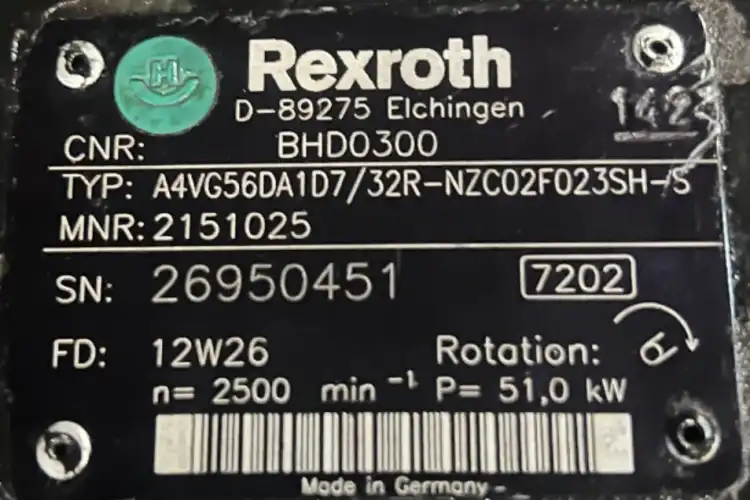 Rexroth
D-89275 Elchingen
CNR: BHD0300
TYP: A4VG56DA1D7/32R-NZC02F023SH-S
MNR: 2151025
SN: 26950451 7202
FD: 12W26 Rotation:
n= 2500 min⁻¹ P= 51,0 kW
Made in Germany